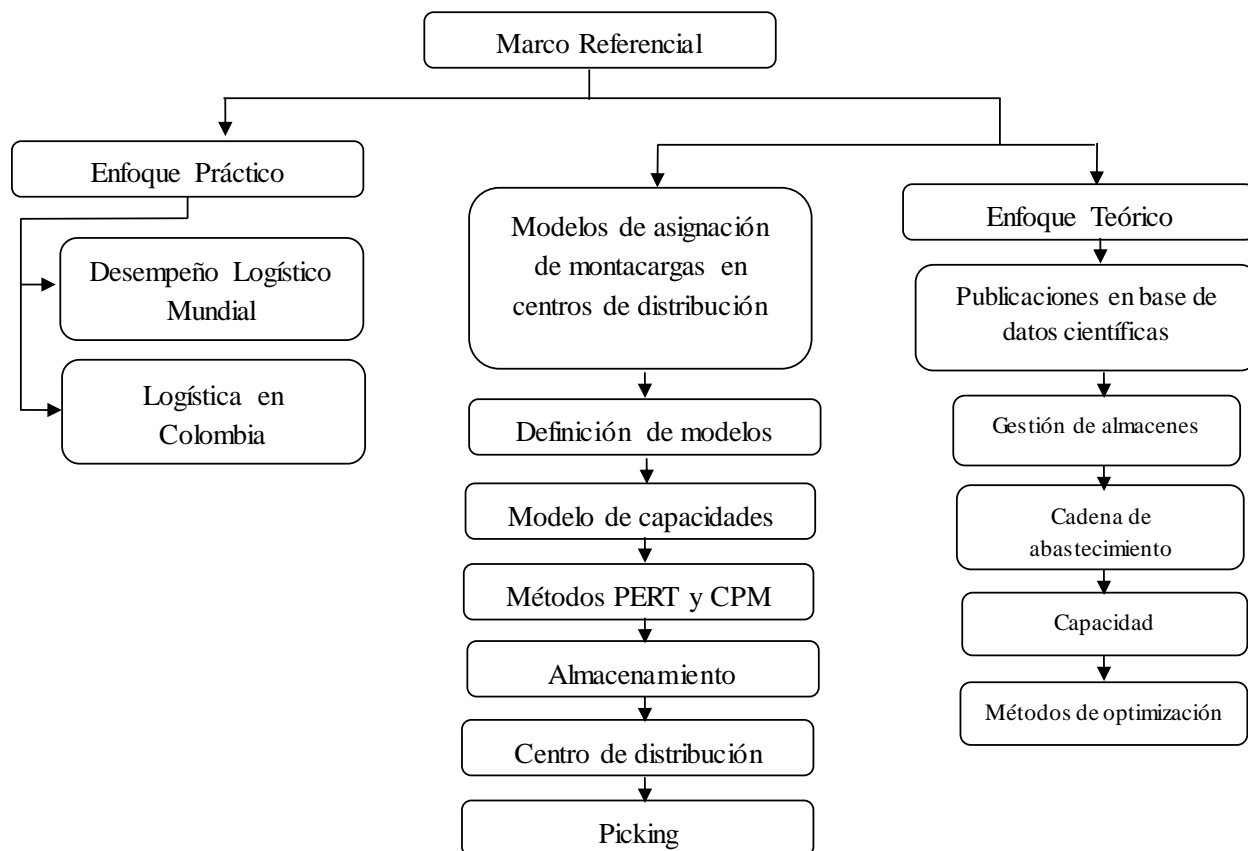 Marco Referencial
Enfoque Práctico
Desempeño Logístico
Mundial
Logística en
Colombia
Modelos de asignación
de montacargas en
centros de distribución
Definición de modelos
Modelo de capacidades
Métodos PERT y CPM
Almacenamiento
Centro de distribución
Picking
Enfoque Teórico
Publicaciones en base de
datos científicas
Gestión de almacenes
Cadena de
abastecimiento
Capacidad
Métodos de optimización